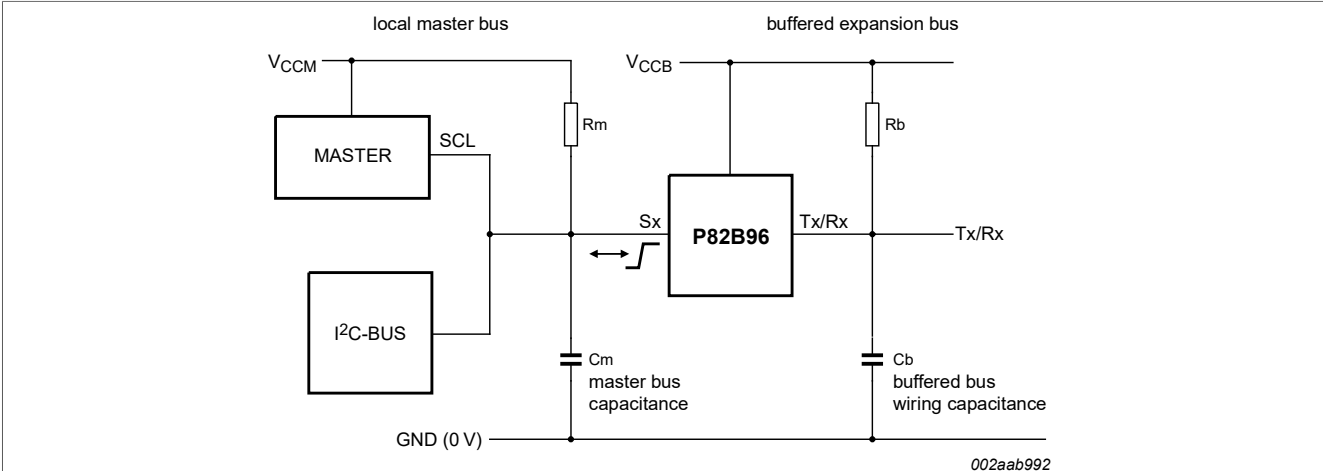 local master bus
buffered expansion bus
VCCM
VCCB
Rm
Rb
MASTER
SCL
Sx
P82B96
Tx/Rx
Tx/Rx
I2C-BUS
Cm
master bus
capacitance
Cb
buffered bus
wiring capacitance
GND (0 V)
002aab992